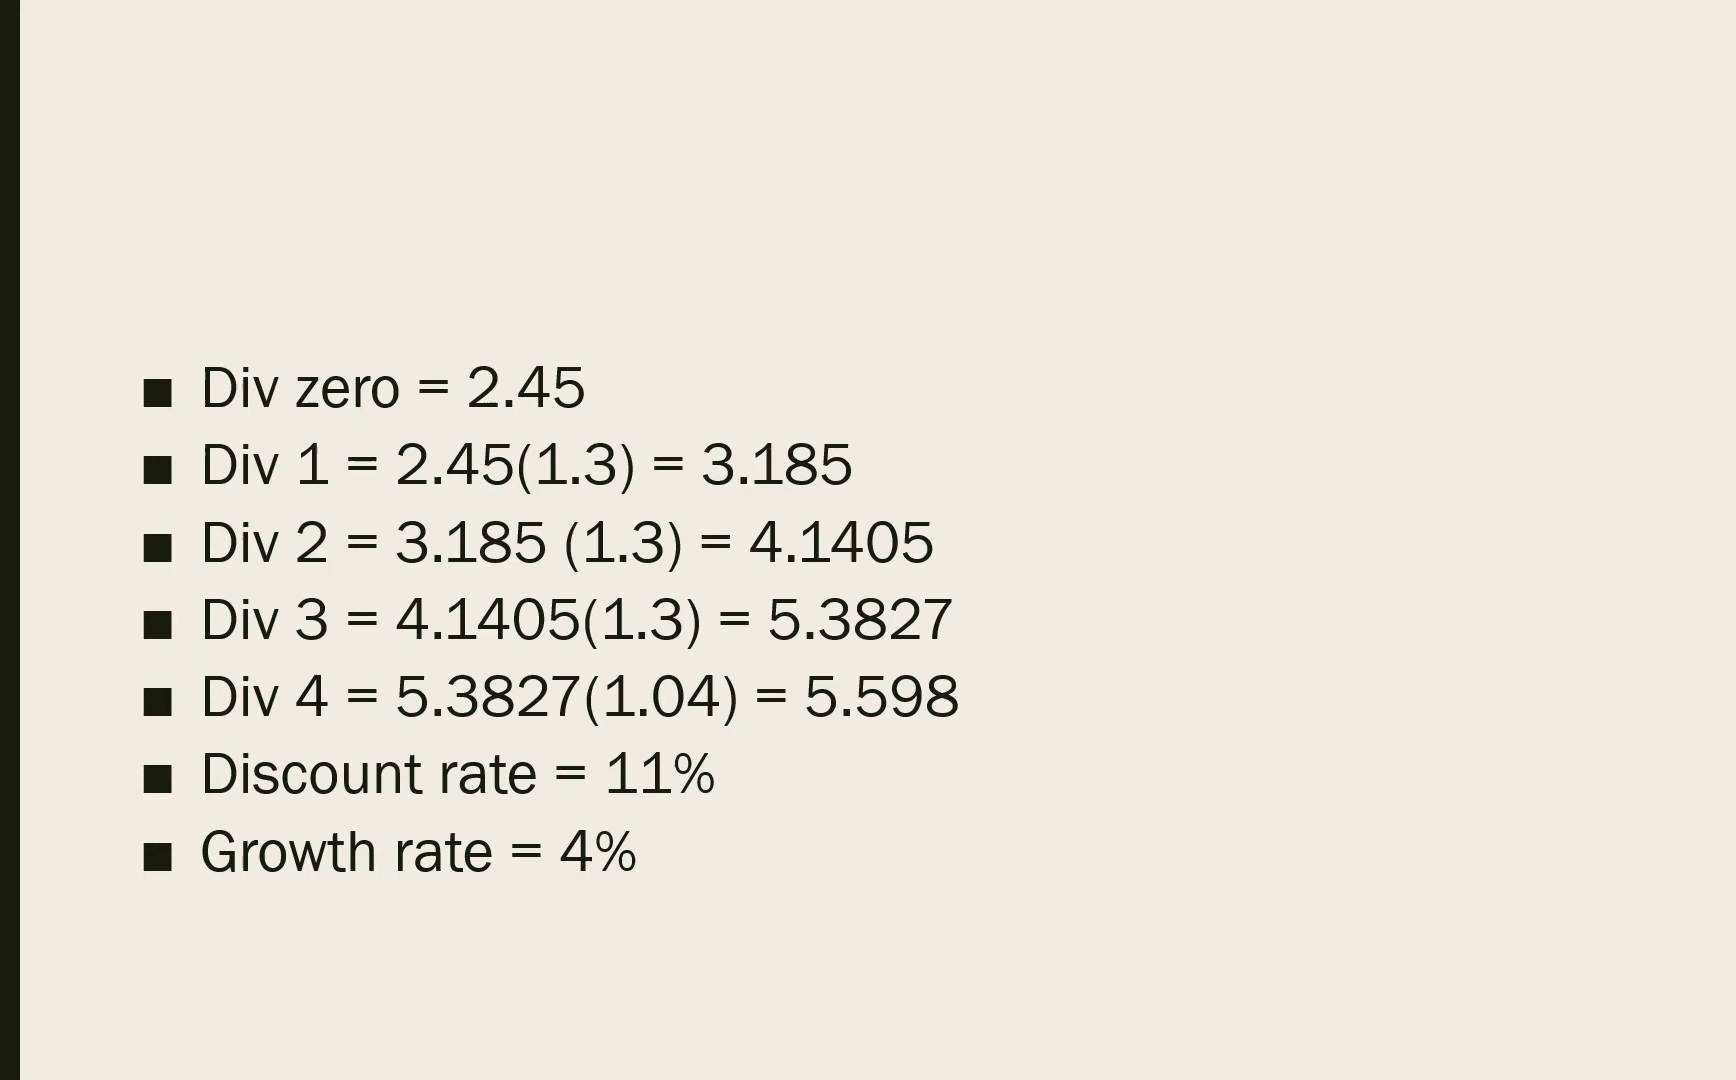 ■ Div zero = 2.45
■ Div 1 = 2.45(1.3) = 3.185
■ Div 2 = 3.185 (1.3) = 4.1405
■ Div 3 = 4.1405(1.3) = 5.3827
■ Div 4 = 5.3827(1.04) = 5.598
■ Discount rate = 11%
■ Growth rate = 4%